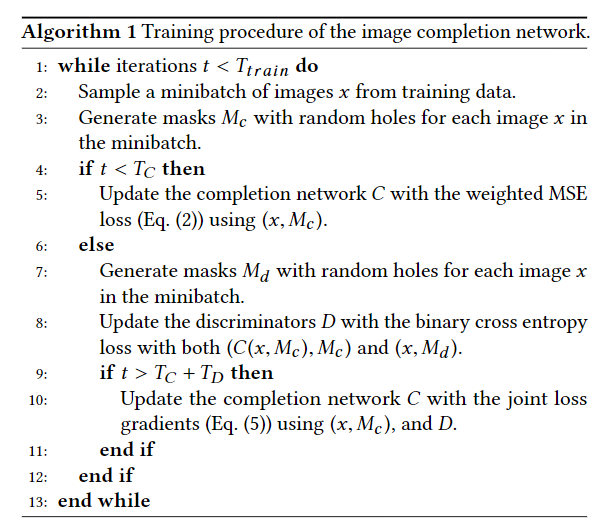 Algorithm 1 Training procedure of the image completion network.
1: while iterations t < T_train do
2: Sample a minibatch of images x from training data.
3: Generate masks M_c with random holes for each image x in
the minibatch.
4: if t < T_C then
5: Update the completion network C with the weighted MSE
loss (Eq. (2)) using (x, M_c).
6: else
7: Generate masks M_d with random holes for each image x
in the minibatch.
8: Update the discriminators D with the binary cross entropy
loss with both (C(x, M_c), M_c) and (x, M_d).
9: if t > T_C + T_D then
10: Update the completion network C with the joint loss
gradients (Eq. (5)) using (x, M_c), and D.
11: end if
12: end if
13: end while